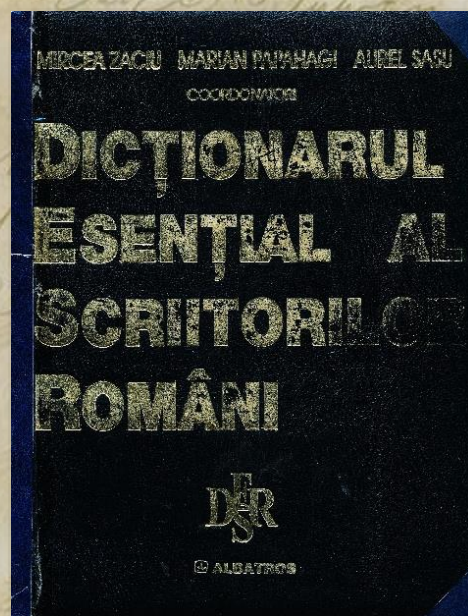 MIRCEA ZACIU MARIAN PAPAHAGI AUREL SASU
COORDONATORI
DICȚIONARUL
ESENȚIAL AL
SCRIITORILOR
ROMÂNI
DESR
ALBATROS